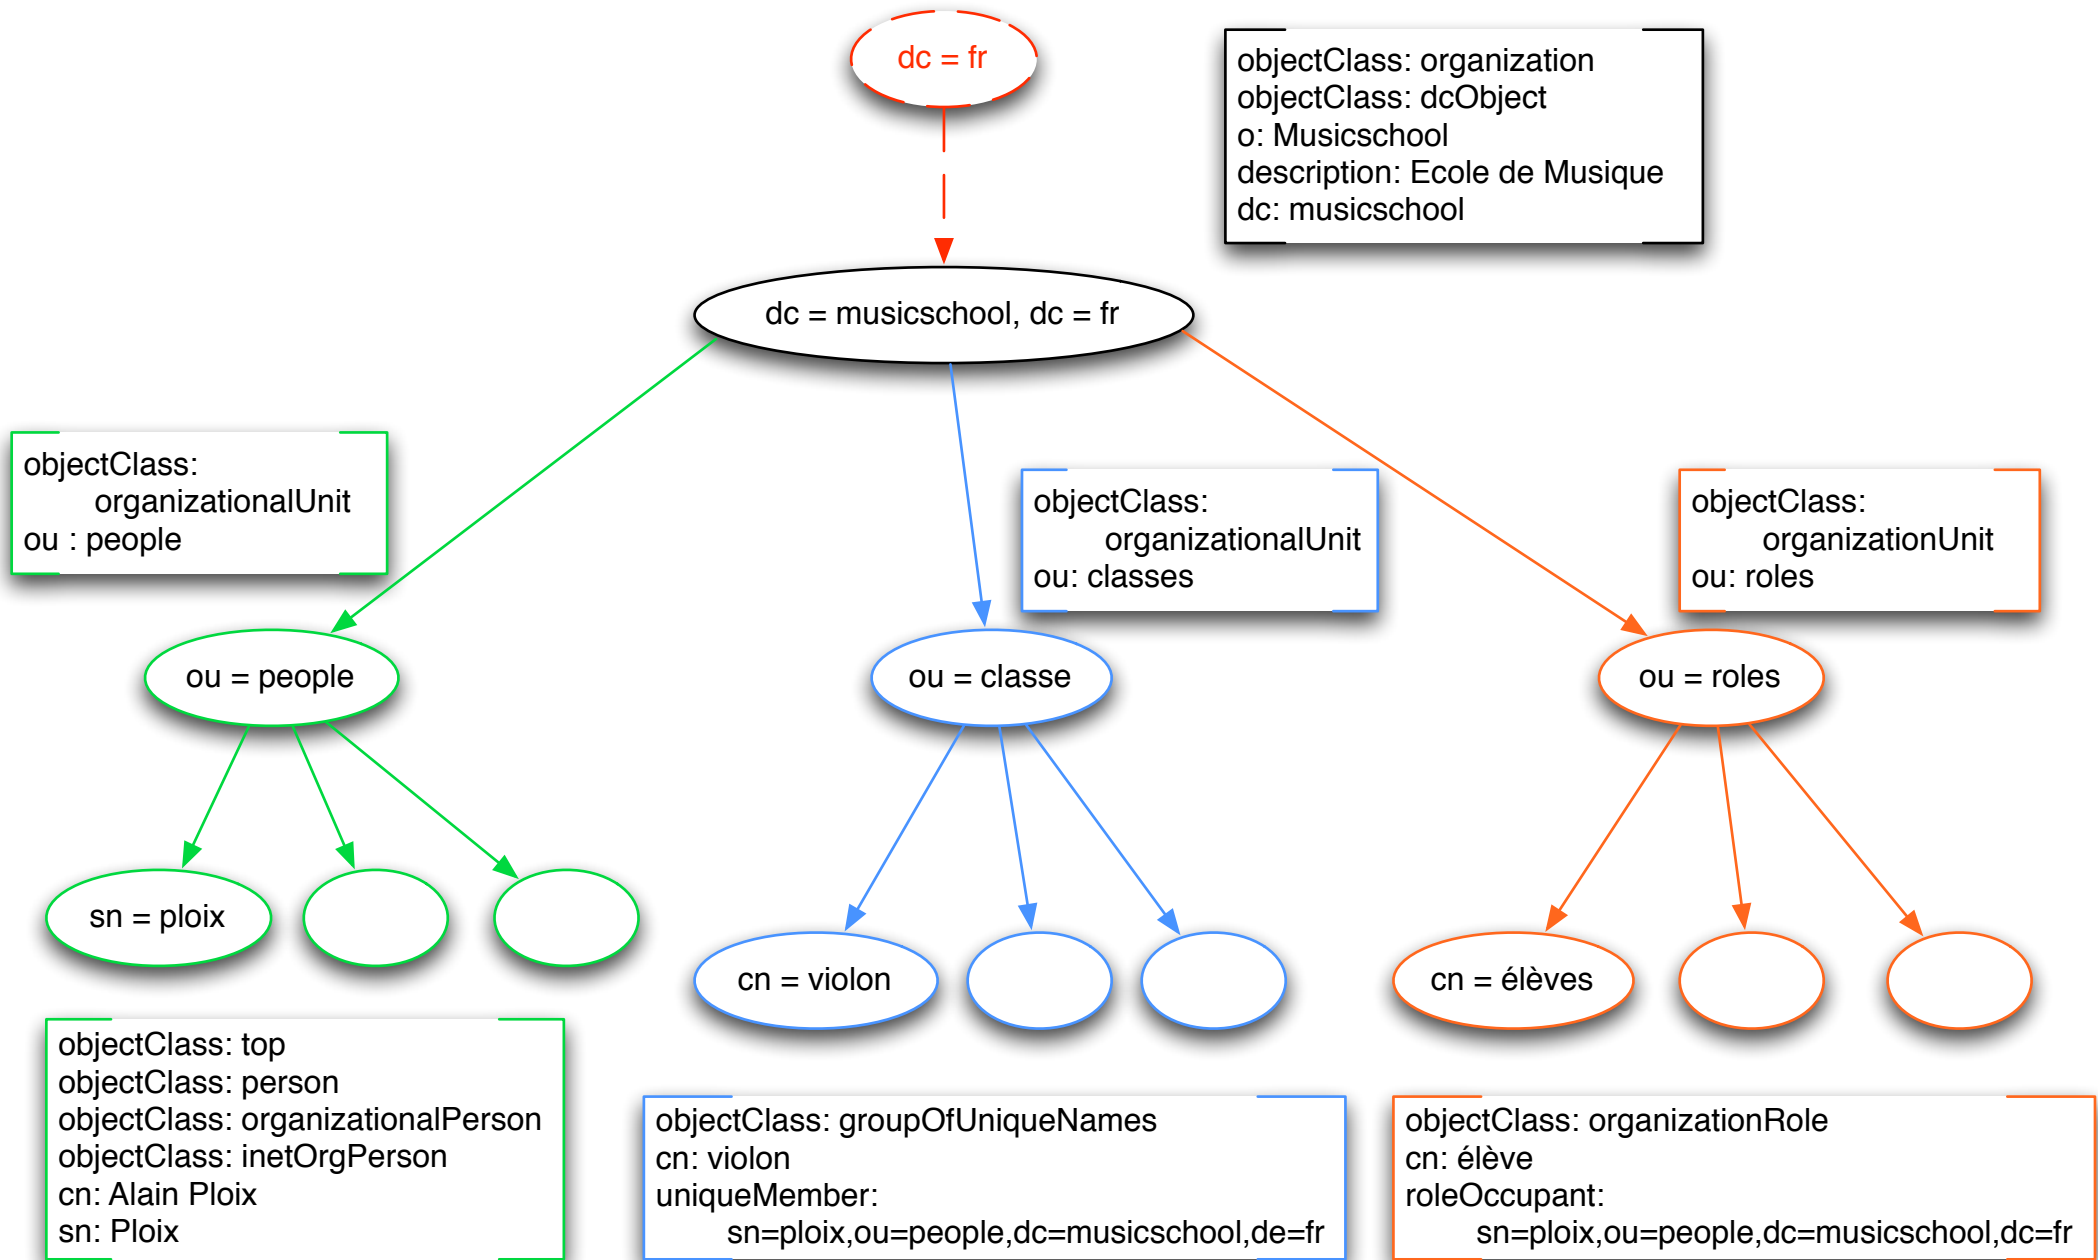 dc = fr
objectClass: organization
objectClass: dcObject
o: Musicschool
description: Ecole de Musique
dc: musicschool
dc = musicschool, dc = fr
objectClass:
organizationalUnit
ou : people
objectClass:
organizationalUnit
ou: classes
objectClass:
organizationUnit
ou: roles
ou = people
ou = classe
ou = roles
sn = ploix
cn = violon
cn = élèves
objectClass: top
objectClass: person
objectClass: organizationalPerson
objectClass: inetOrgPerson
cn: Alain Ploix
sn: Ploix
objectClass: groupOfUniqueNames
cn: violon
uniqueMember:
sn=ploix,ou=people,dc=musicschool,de=fr
objectClass: organizationRole
cn: élève
roleOccupant:
sn=ploix,ou=people,dc=musicschool,dc=fr